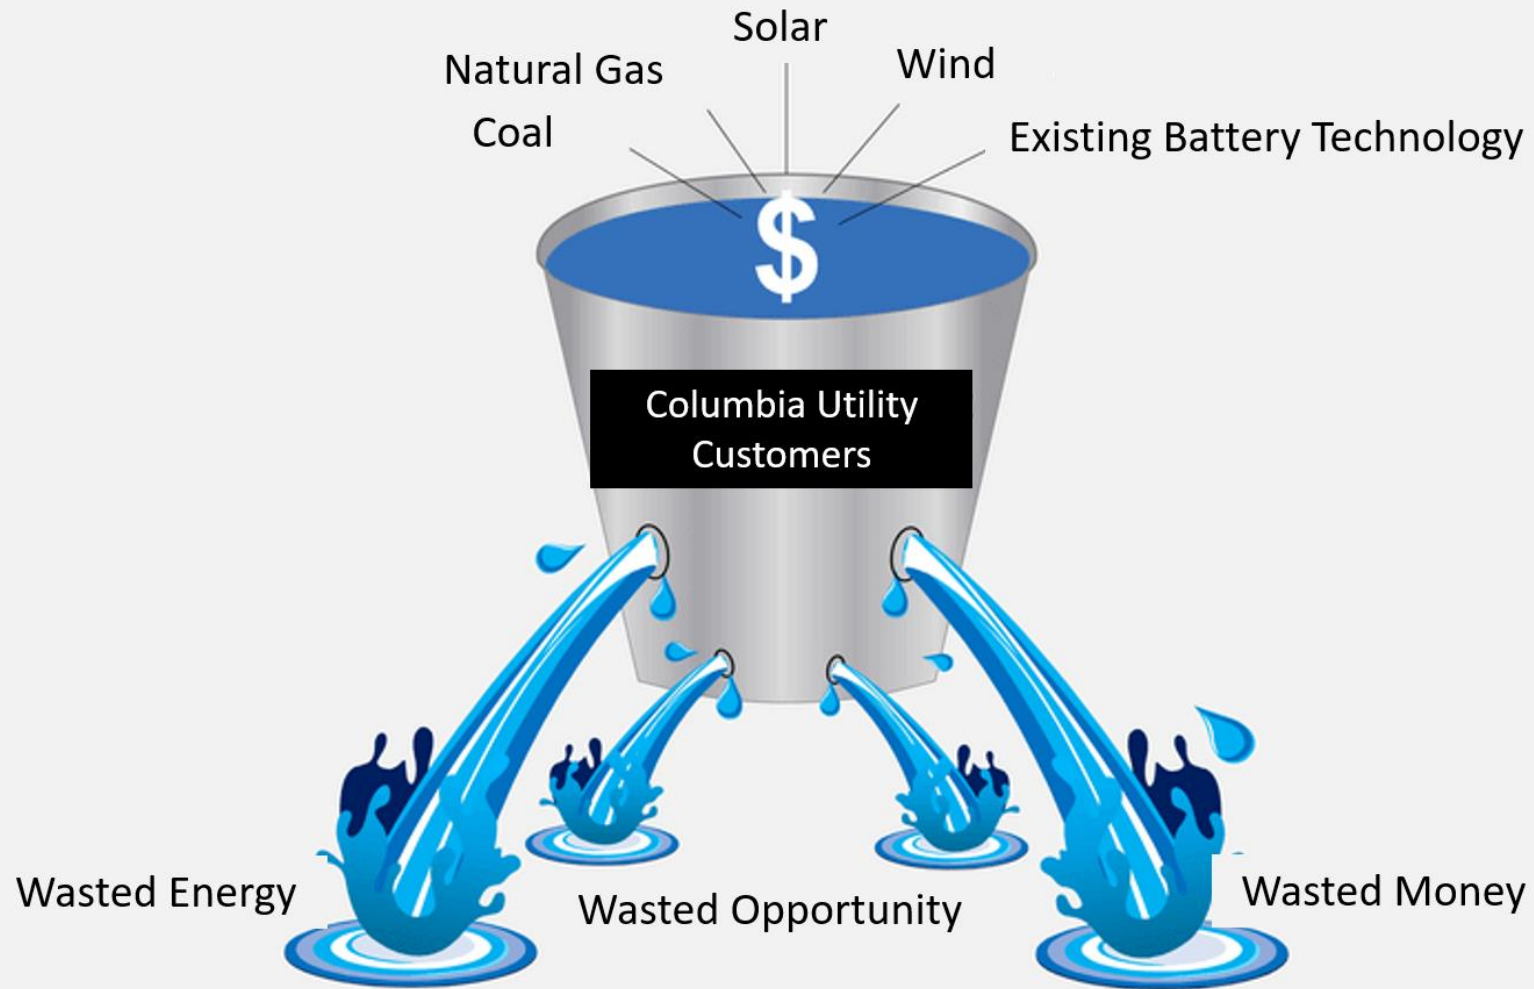 Solar
Natural Gas
Wind
Coal
Existing Battery Technology
$
Columbia Utility
Customers
Wasted Energy
Wasted Opportunity
Wasted Money